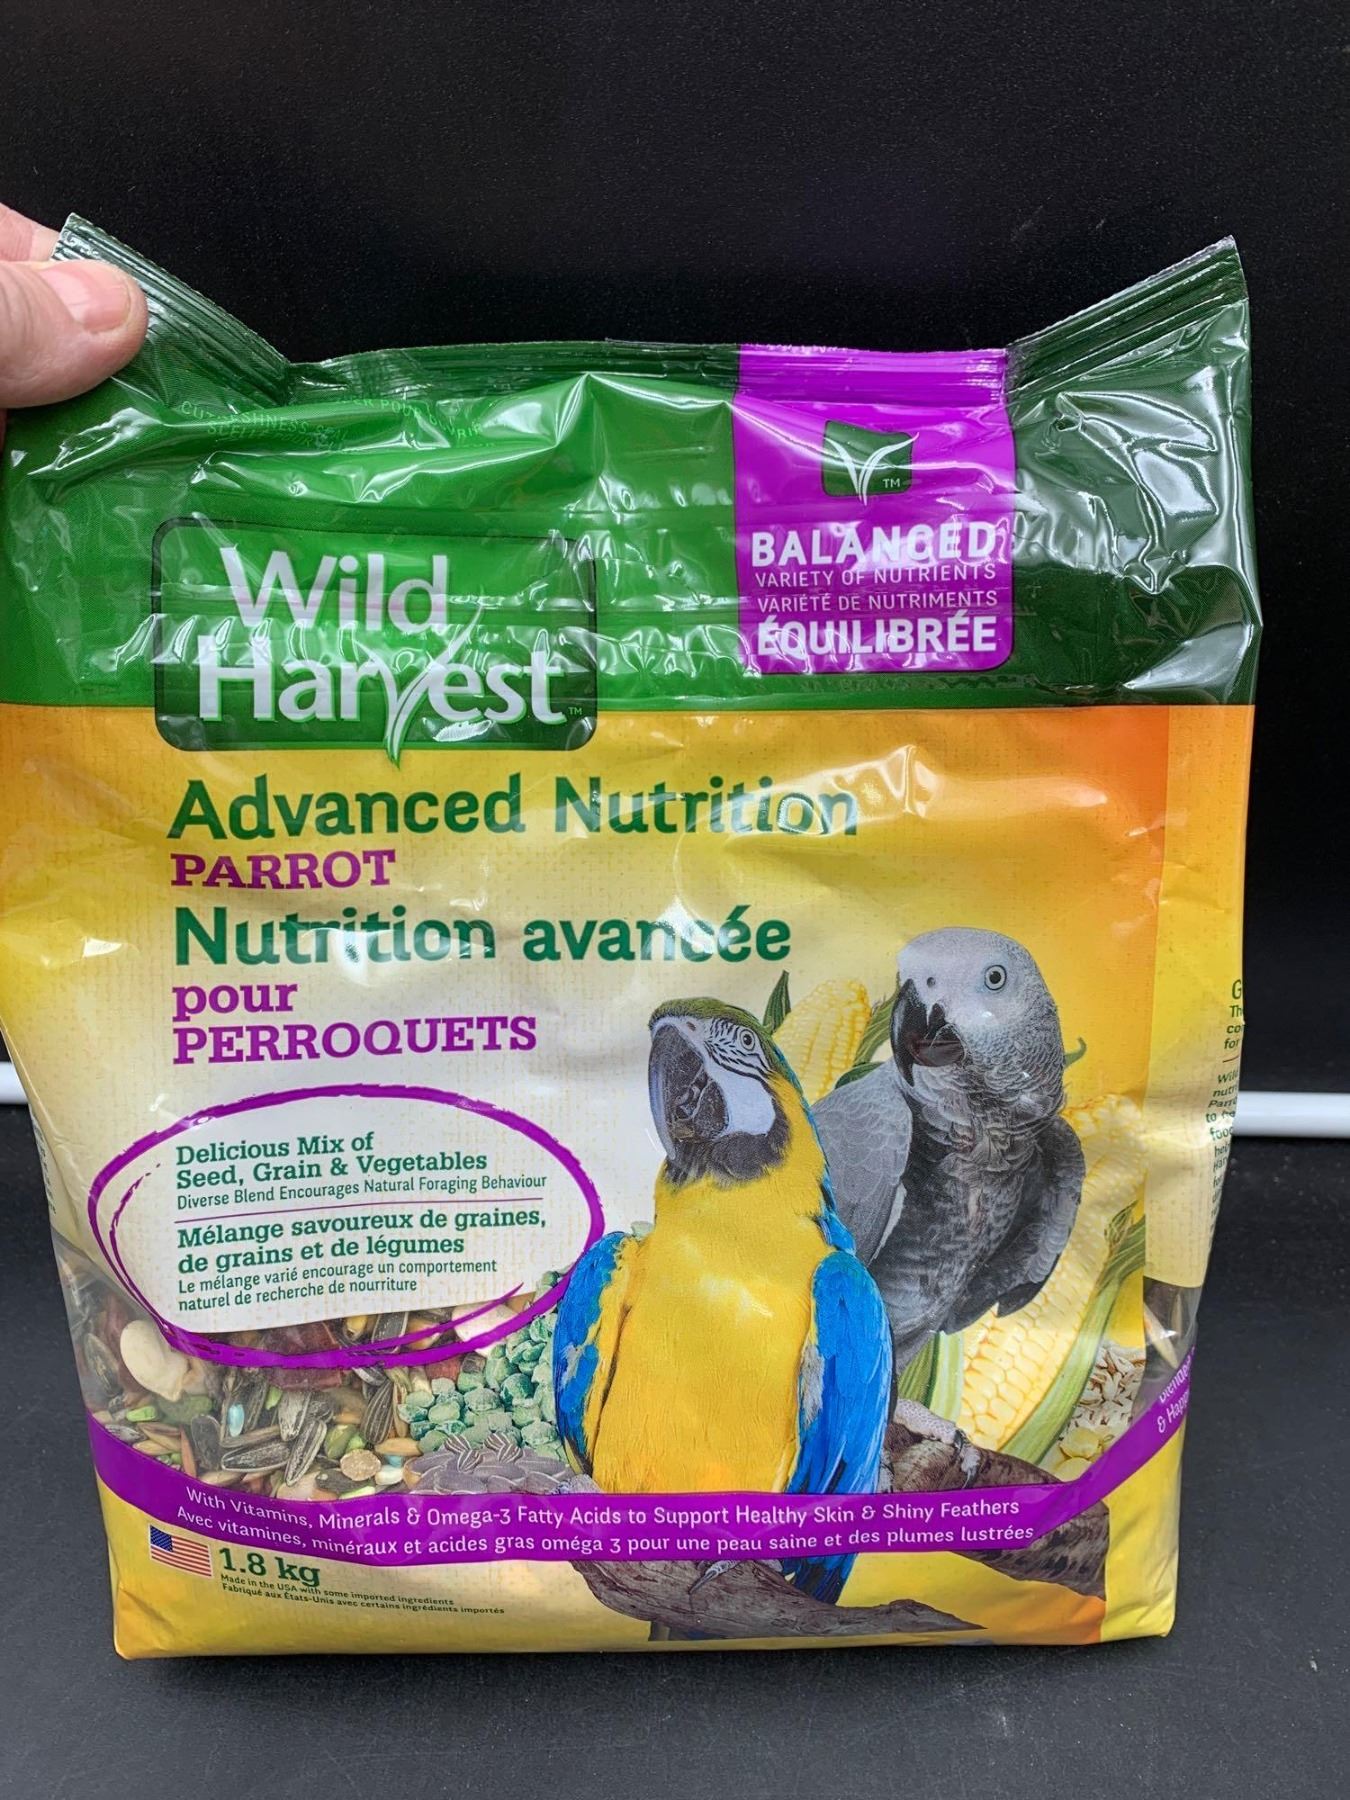 TM
BALANCED
VARIETY OF NUTRIENTS
VARIÉTÉ DE NUTRIMENTS
ÉQUILIBRÉE
Wild
Harvest™
Advanced Nutrition
PARROT
Nutrition avancée
pour
PERROQUETS
Delicious Mix of
Seed, Grain & Vegetables
Diverse Blend Encourages Natural Foraging Behaviour
Mélange savoureux de graines,
de grains et de légumes
Le mélange varié encourage un comportement
naturel de recherche de nourriture
With Vitamins, Minerals & Omega-3 Fatty Acids to Support Healthy Skin & Shiny Feathers
Avec vitamines, minéraux et acides gras oméga 3 pour une peau saine et des plumes lustrées
1.8 kg
Made in the USA with some imported ingredients
Fabriqué aux États-Unis avec certains ingrédients importés